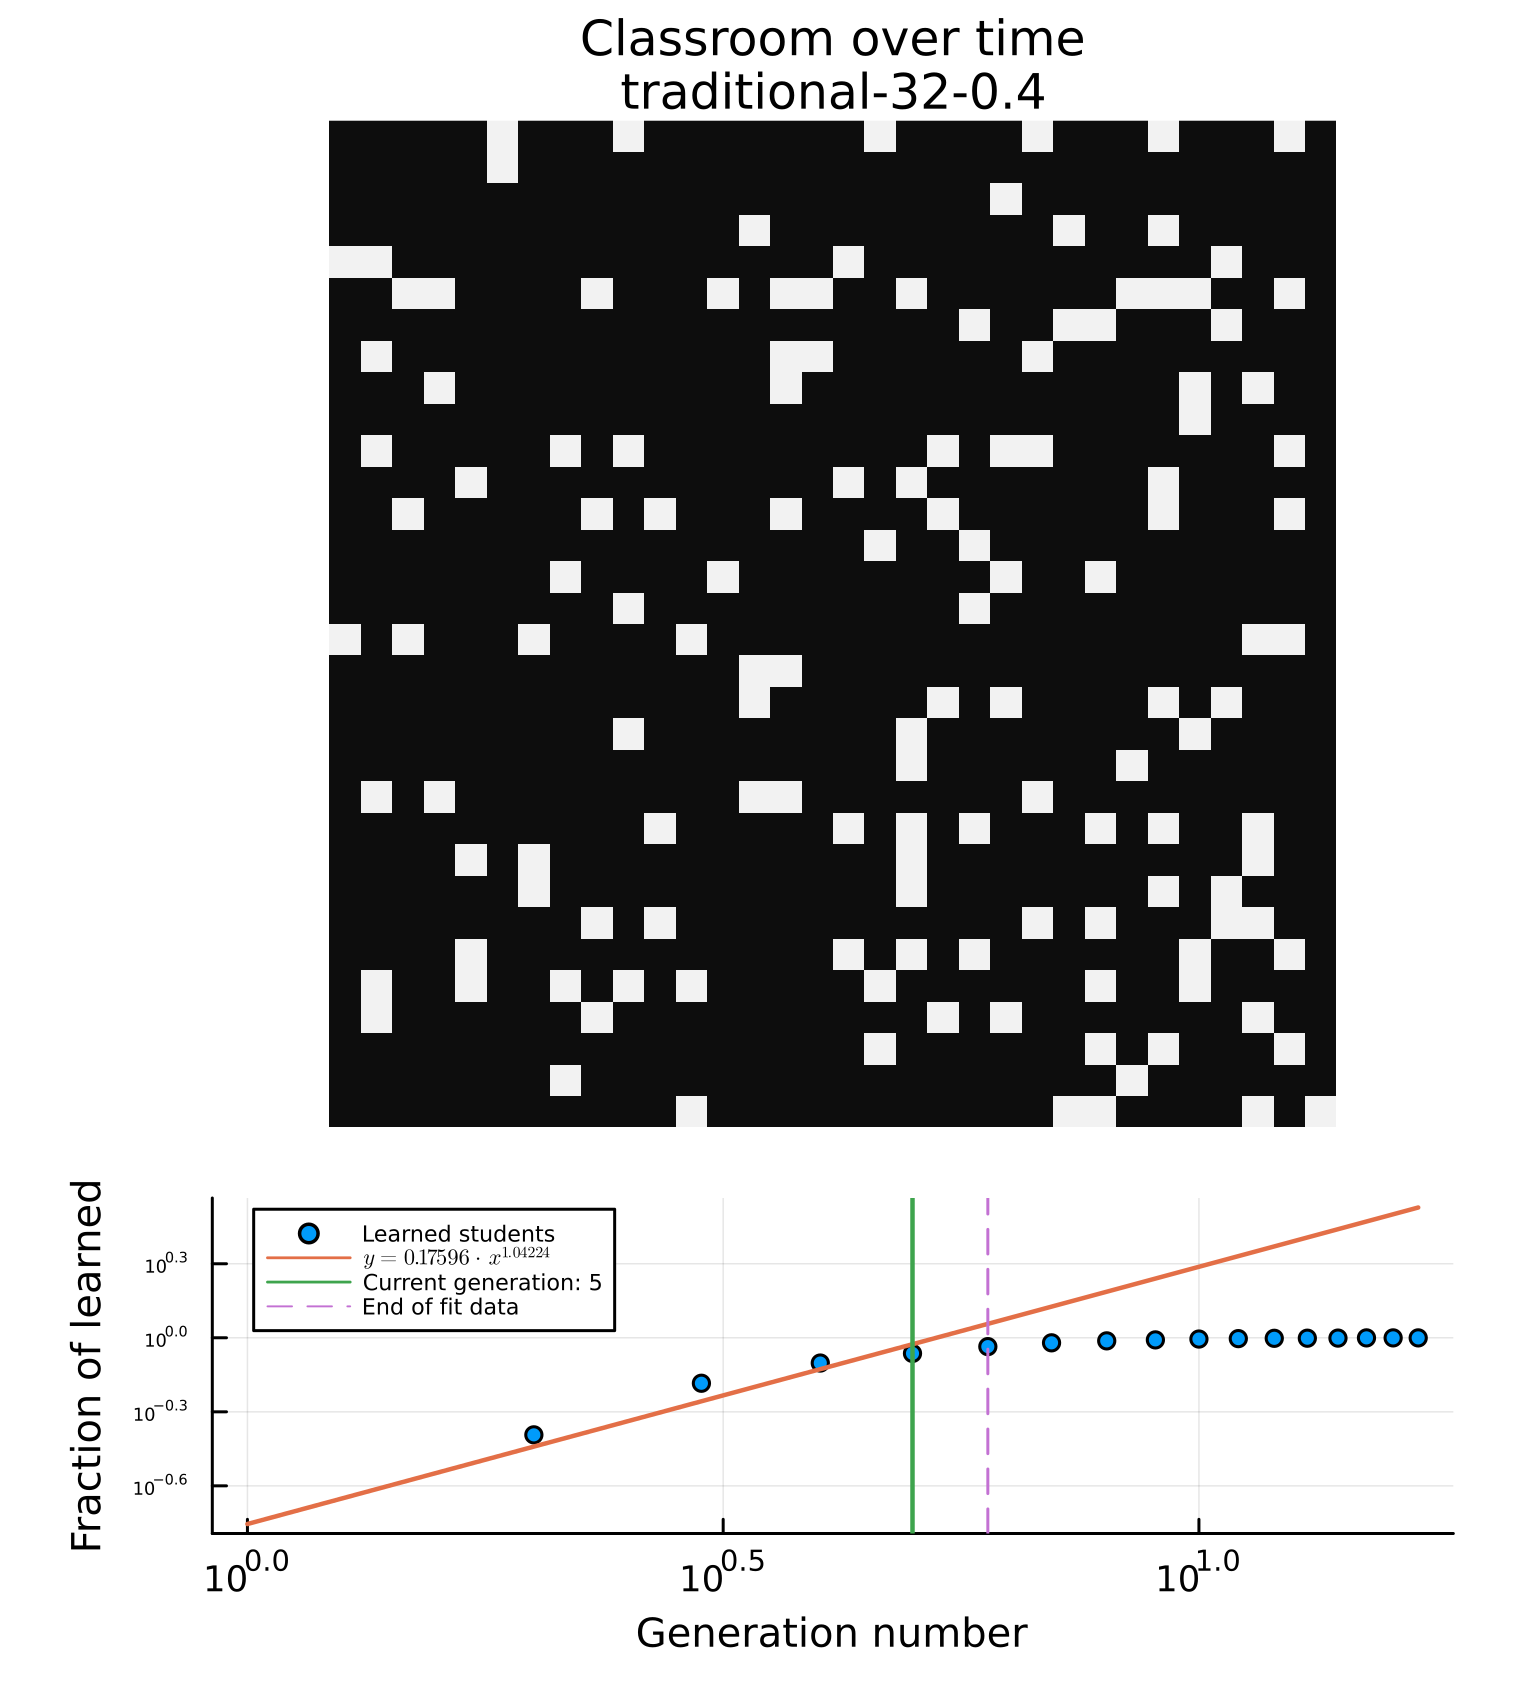 Classroom over time
traditional-32-0.4
Fraction of learned
10^0.3
10^0.0
10^−0.3
10^−0.6
Learned students
y = 0.17596 · x^1.04224
Current generation: 5
End of fit data
10^0.0
10^0.5
10^1.0
Generation number